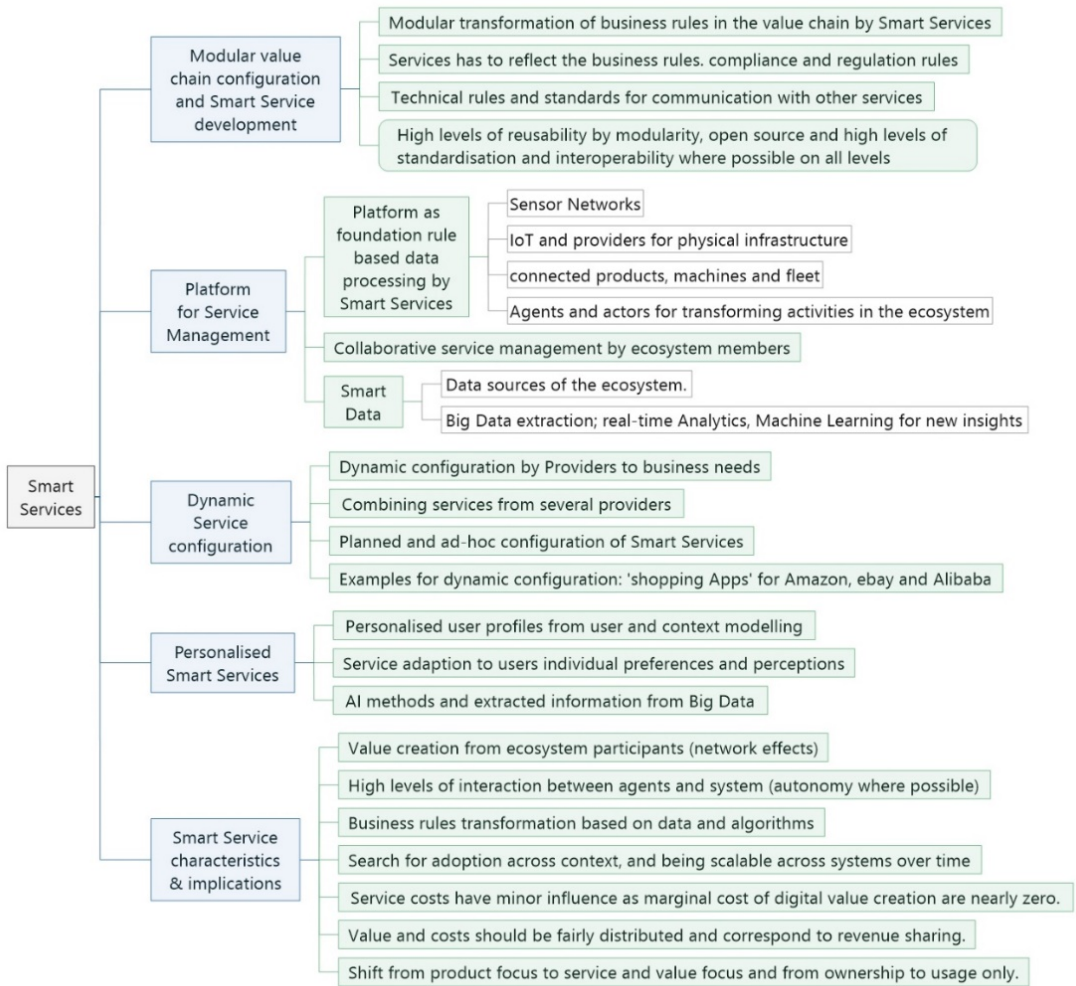 Smart
Services
Modular value
chain configuration
and Smart Service
development
Modular transformation of business rules in the value chain by Smart Services
Services has to reflect the business rules. compliance and regulation rules
Technical rules and standards for communication with other services
High levels of reusability by modularity, open source and high levels of
standardisation and interoperability where possible on all levels
Platform
for Service
Management
Platform as
foundation rule
based data
processing by
Smart Services
Sensor Networks
IoT and providers for physical infrastructure
connected products, machines and fleet
Agents and actors for transforming activities in the ecosystem
Collaborative service management by ecosystem members
Smart
Data
Data sources of the ecosystem.
Big Data extraction; real-time Analytics, Machine Learning for new insights
Dynamic
Service
configuration
Dynamic configuration by Providers to business needs
Combining services from several providers
Planned and ad-hoc configuration of Smart Services
Examples for dynamic configuration: 'shopping Apps' for Amazon, ebay and Alibaba
Personalised
Smart Services
Personalised user profiles from user and context modelling
Service adaption to users individual preferences and perceptions
AI methods and extracted information from Big Data
Smart Service
characteristics
& implications
Value creation from ecosystem participants (network effects)
High levels of interaction between agents and system (autonomy where possible)
Business rules transformation based on data and algorithms
Search for adoption across context, and being scalable across systems over time
Service costs have minor influence as marginal cost of digital value creation are nearly zero.
Value and costs should be fairly distributed and correspond to revenue sharing.
Shift from product focus to service and value focus and from ownership to usage only.